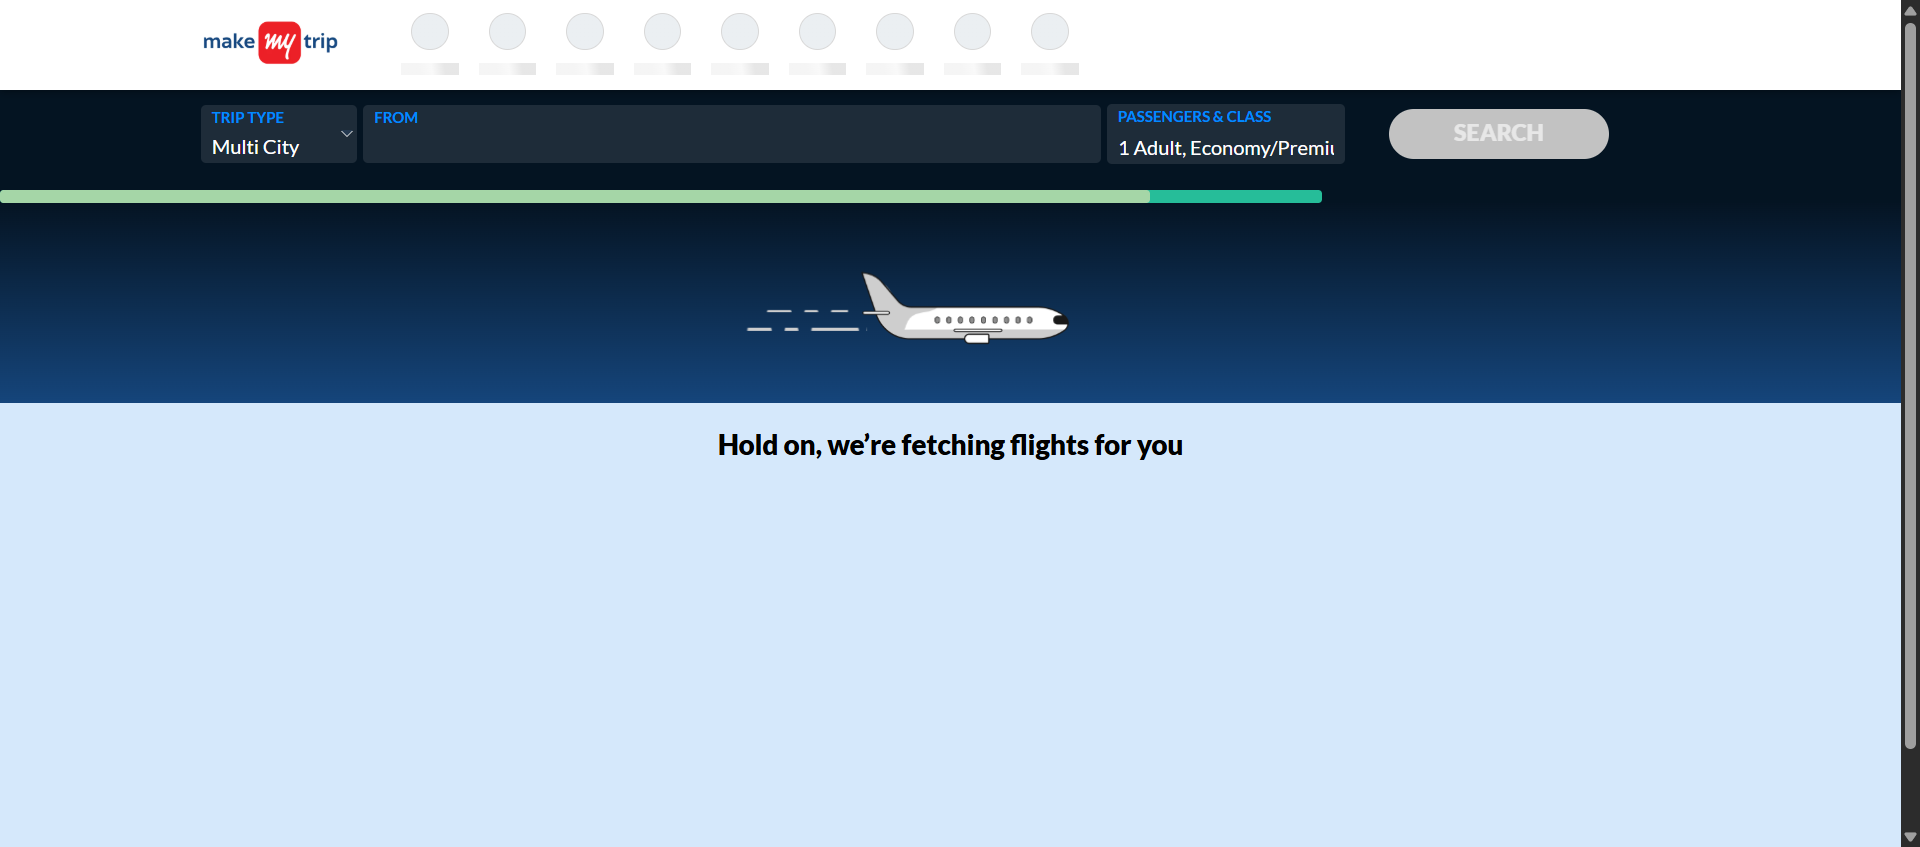 make my trip
TRIP TYPE
Multi City
FROM
PASSENGERS & CLASS
1 Adult, Economy/Premiu
SEARCH
Hold on, we’re fetching flights for you